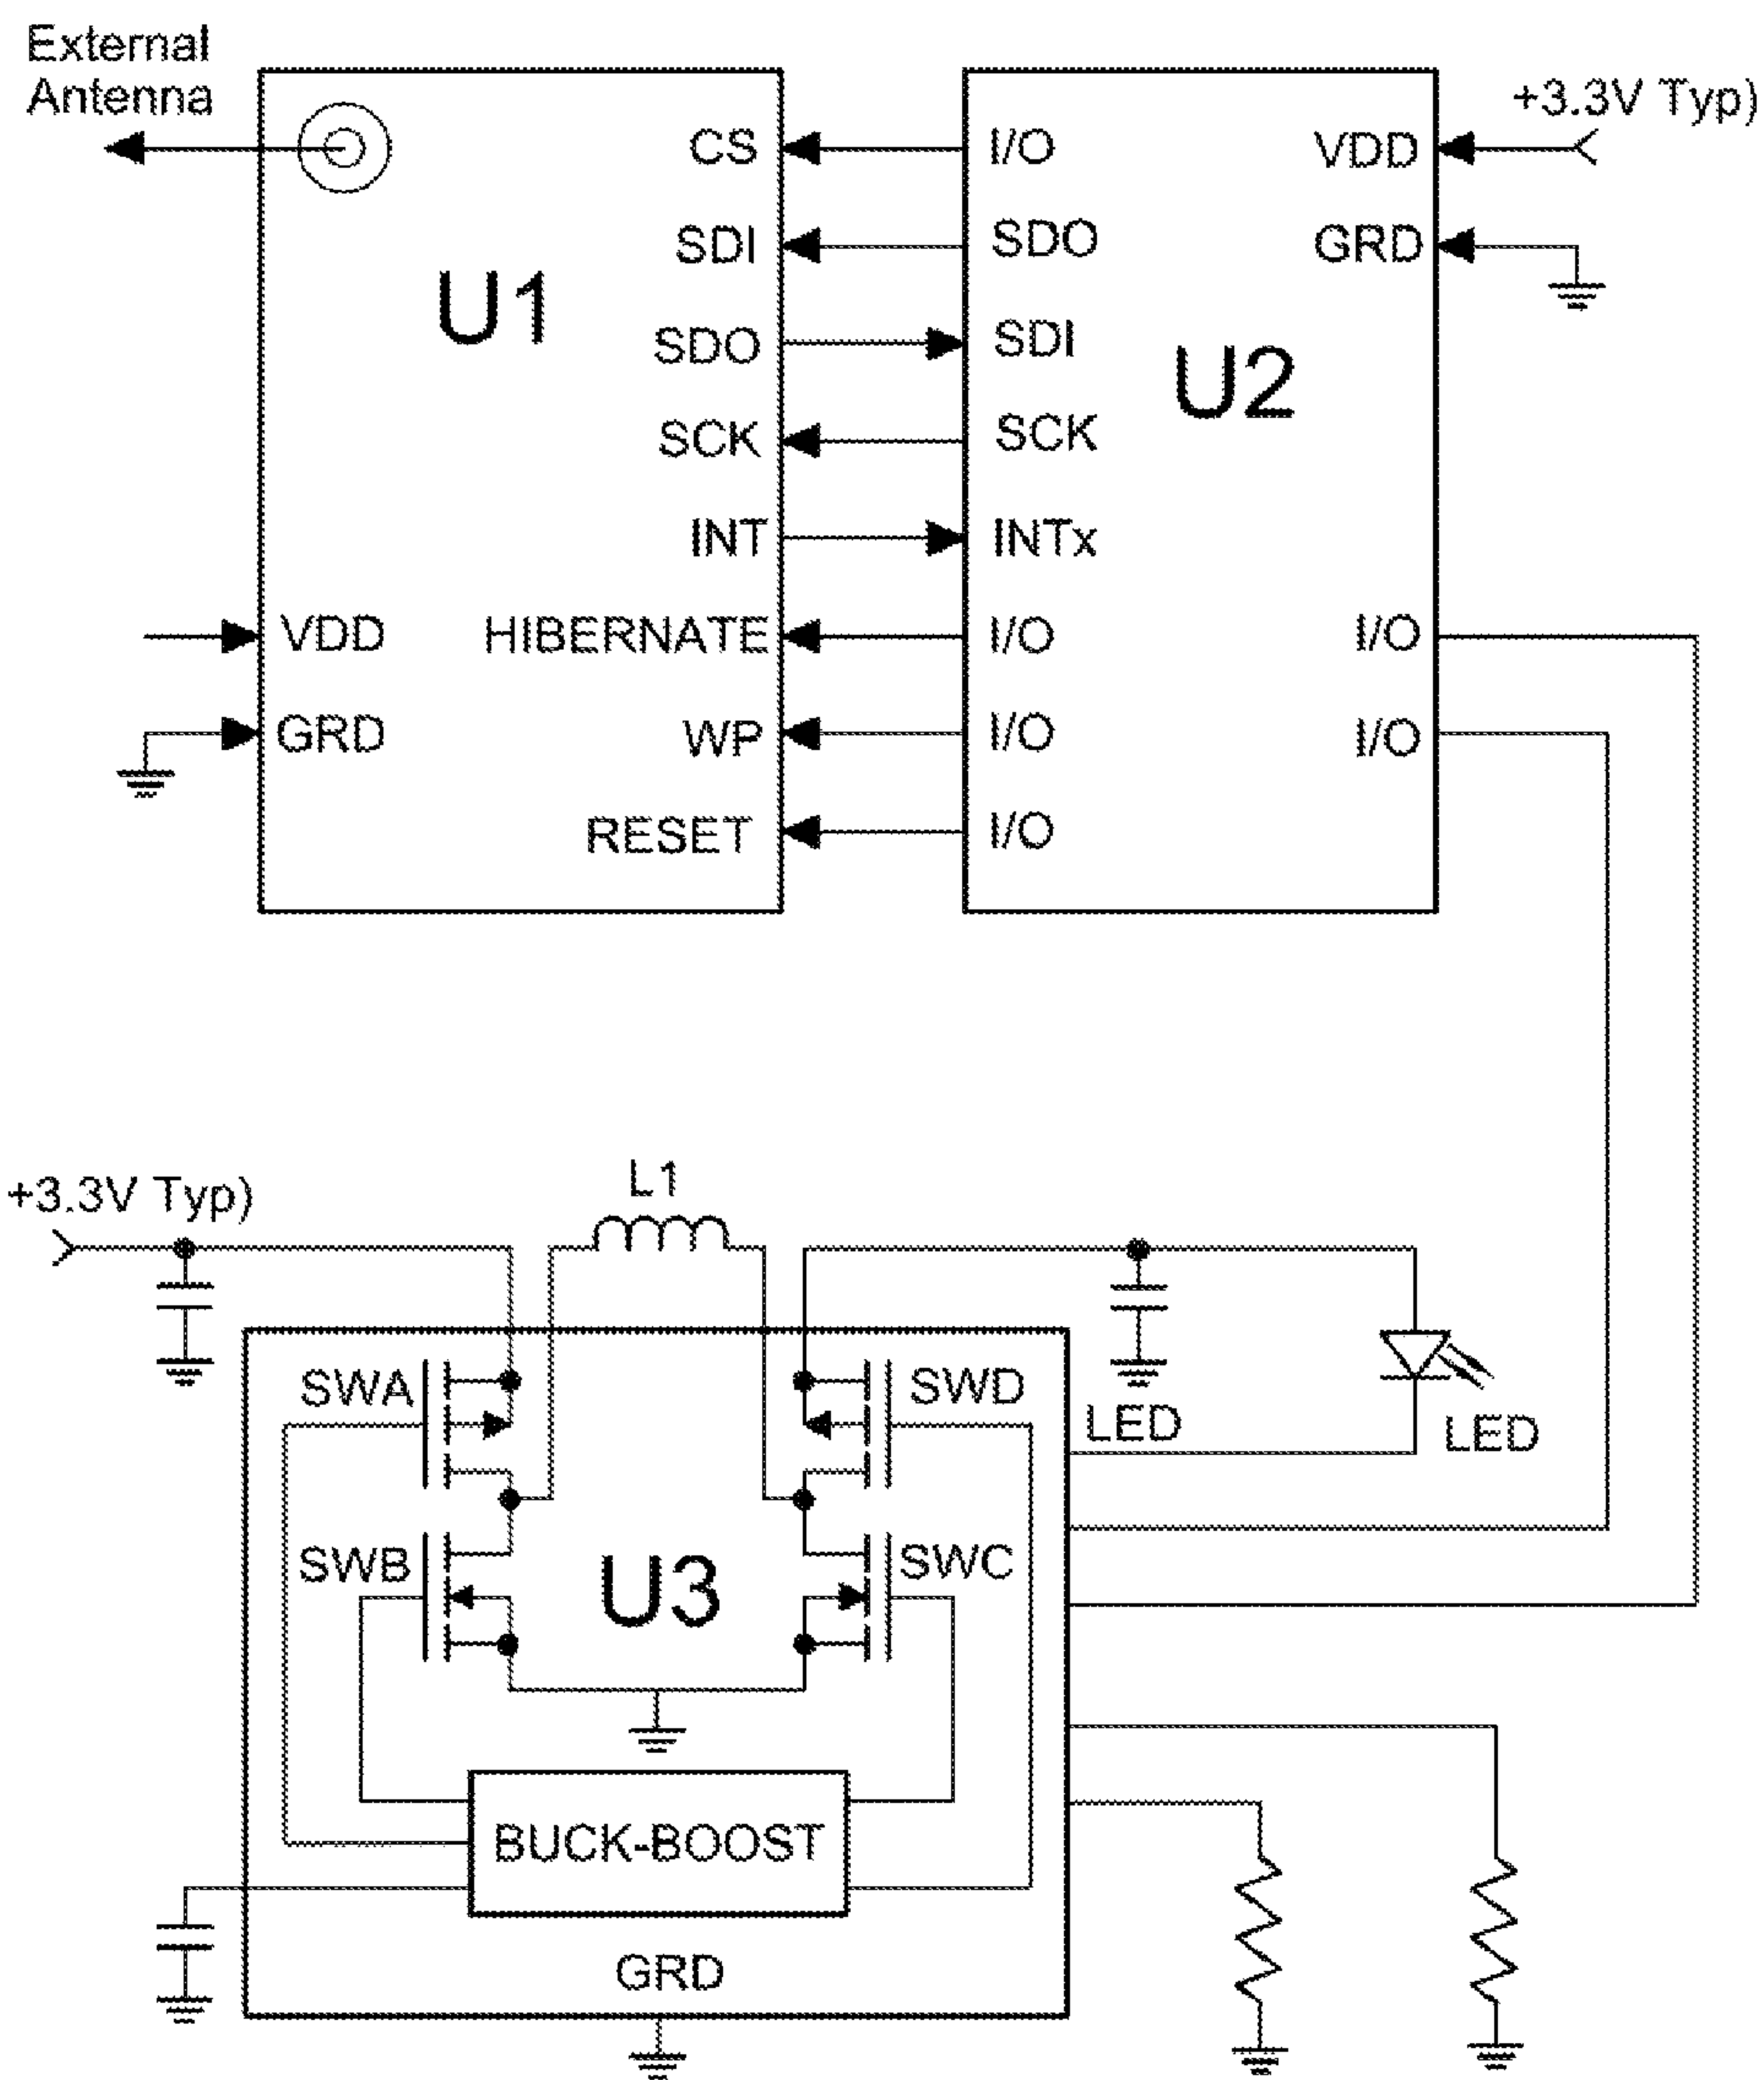 External
Antenna
+3.3V Typ)
CS
I/O
VDD
SDI
SDO
GRD
U1
SDO
SDI
U2
SCK
SCK
INT
INTx
VDD
HIBERNATE
I/O
I/O
GRD
WP
I/O
I/O
RESET
I/O
L1
+3.3V Typ)
SWA
SWD
LED
LED
SWB
U3
SWC
BUCK-BOOST
GRD